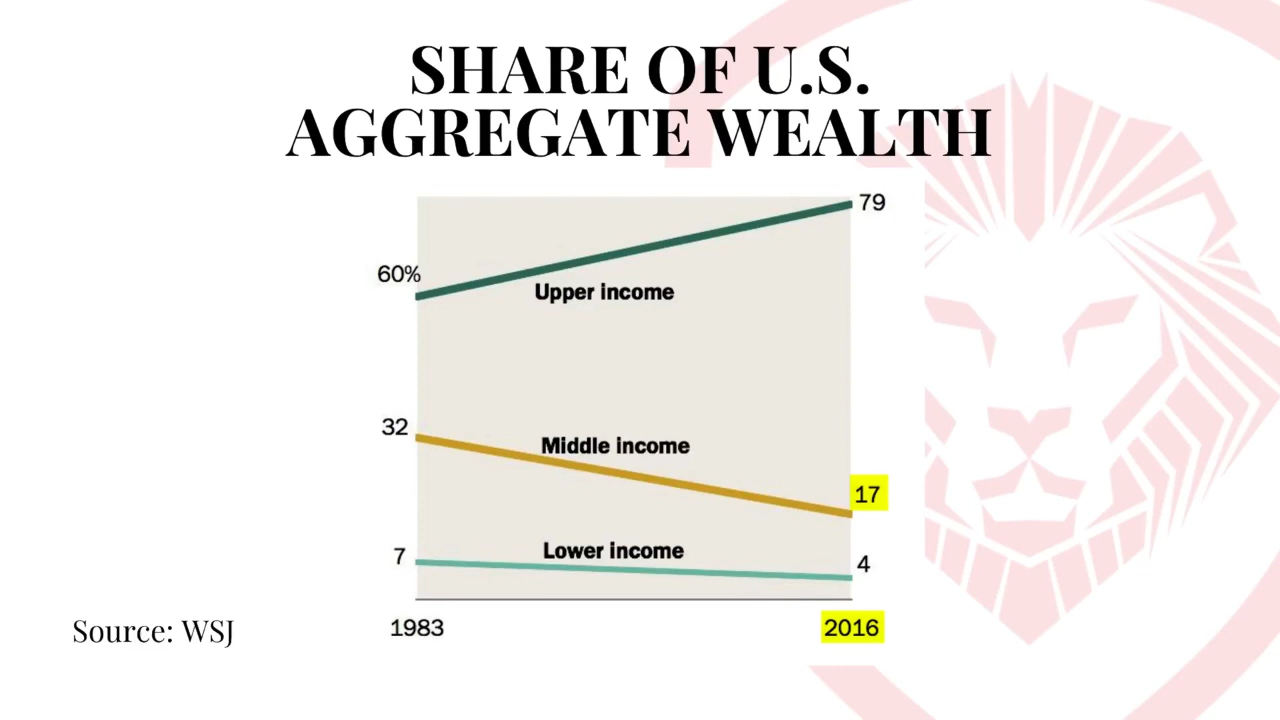 SHARE OF U.S.
AGGREGATE WEALTH
79
60%
Upper income
32
Middle income
17
Lower income
7
4
1983
2016
Source: WSJ